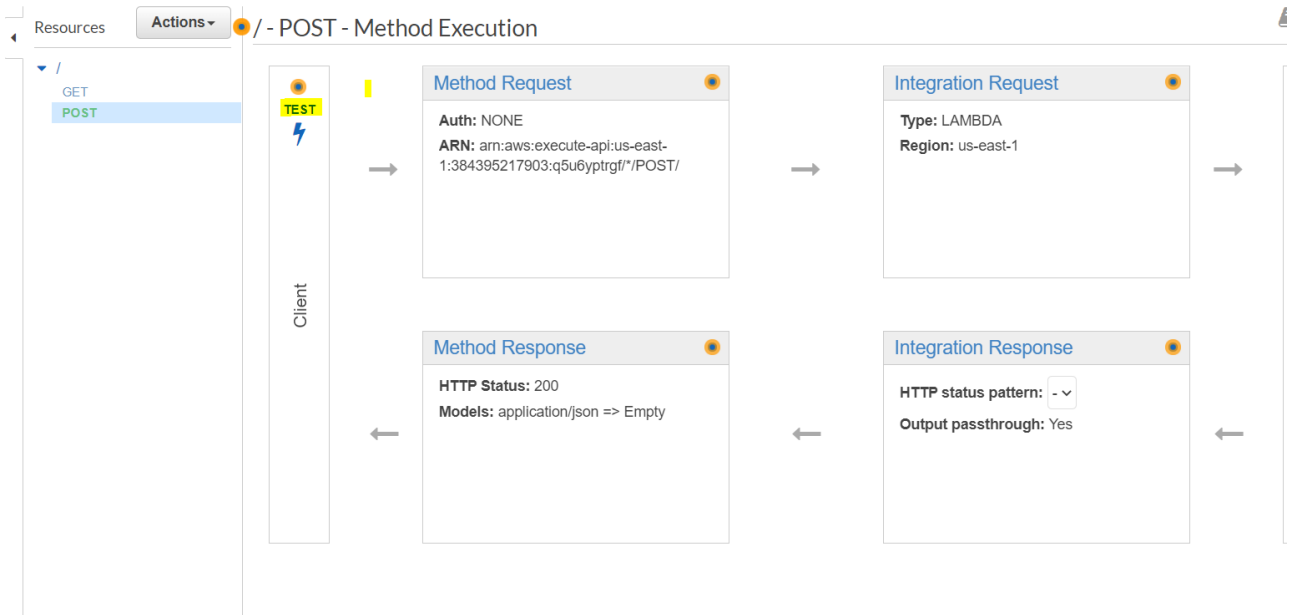 Resources
Actions
/ - POST - Method Execution
/
GET
POST
TEST
Client
Method Request
Auth: NONE
ARN: arn:aws:execute-api:us-east-
1:384395217903:q5u6yptrgf/*/POST/
Integration Request
Type: LAMBDA
Region: us-east-1
Method Response
HTTP Status: 200
Models: application/json => Empty
Integration Response
HTTP status pattern: -
Output passthrough: Yes